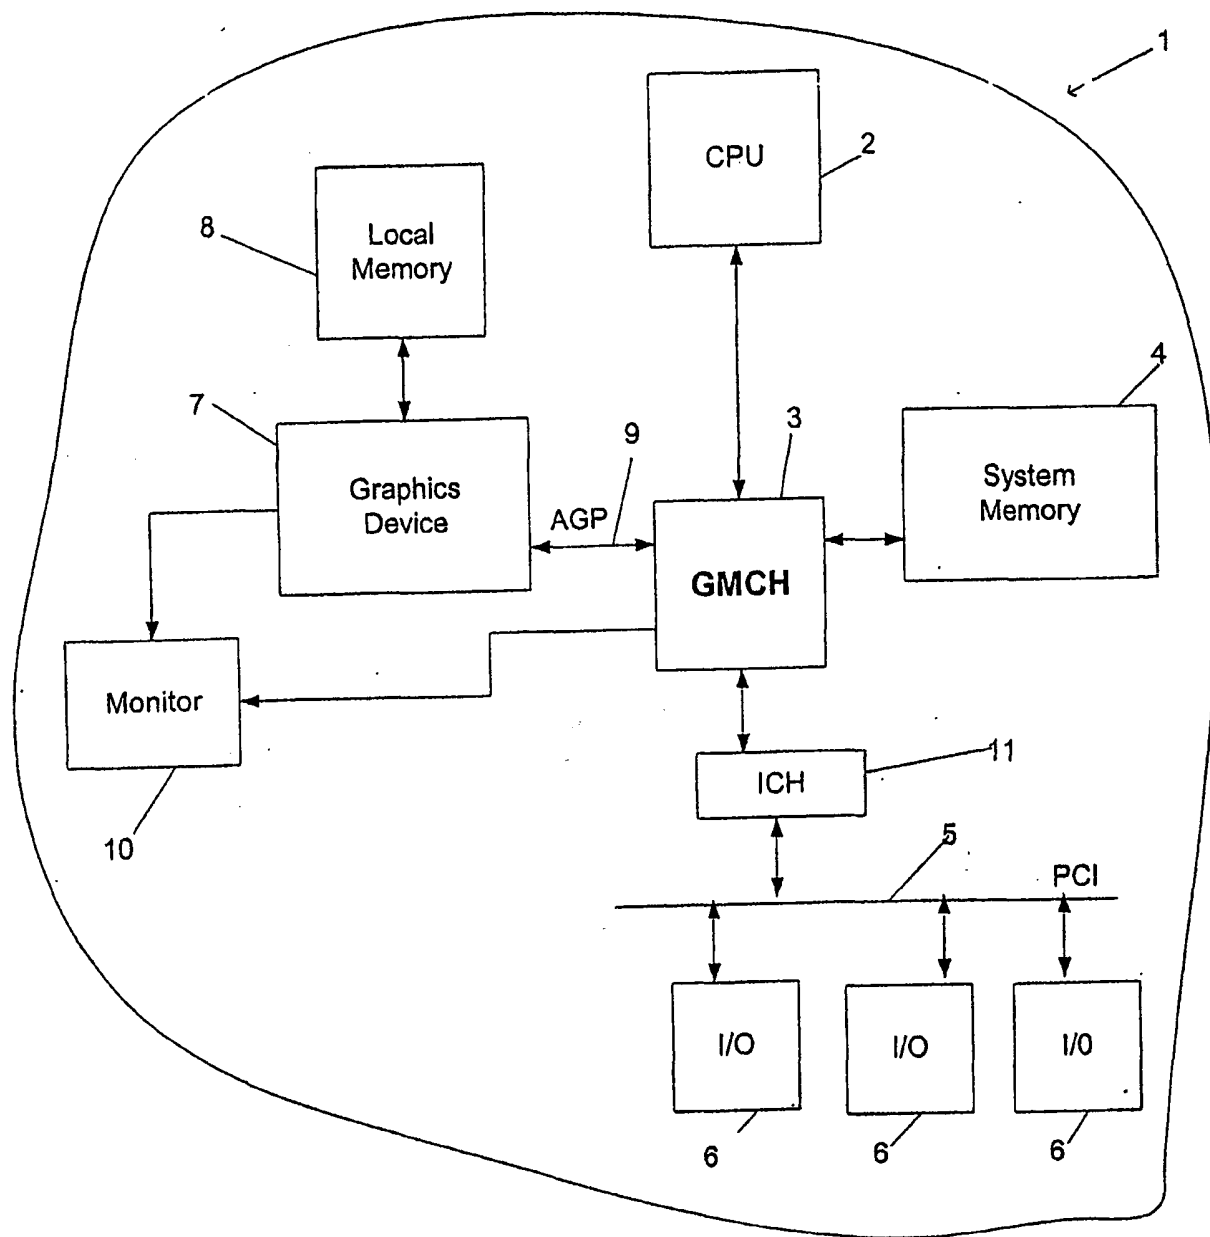 1
CPU
2
Local
Memory
8
4
System
Memory
7
Graphics
Device
9
AGP
3
GMCH
Monitor
10
ICH
11
5
PCI
I/O
I/O
I/0
6
6
6